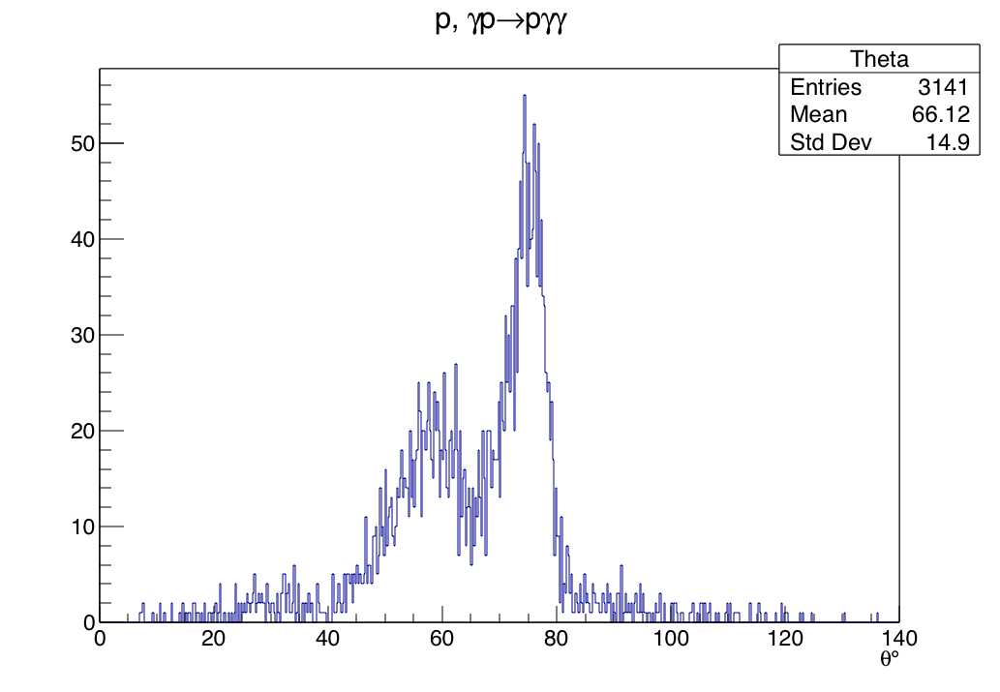 p, γp→pγγ
Theta
Entries 3141
Mean 66.12
Std Dev 14.9
50
40
30
20
10
0
0 20 40 60 80 100 120 140
θ°